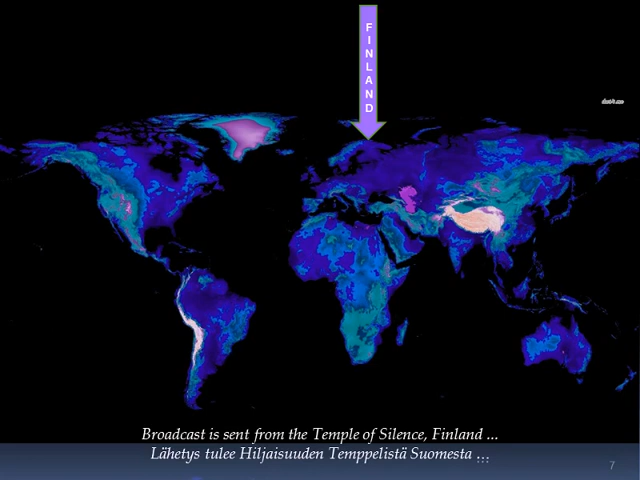 FINLAND
Broadcast is sent from the Temple of Silence, Finland ...
Lähetys tulee Hiljaisuuden Temppelistä Suomesta ...
7